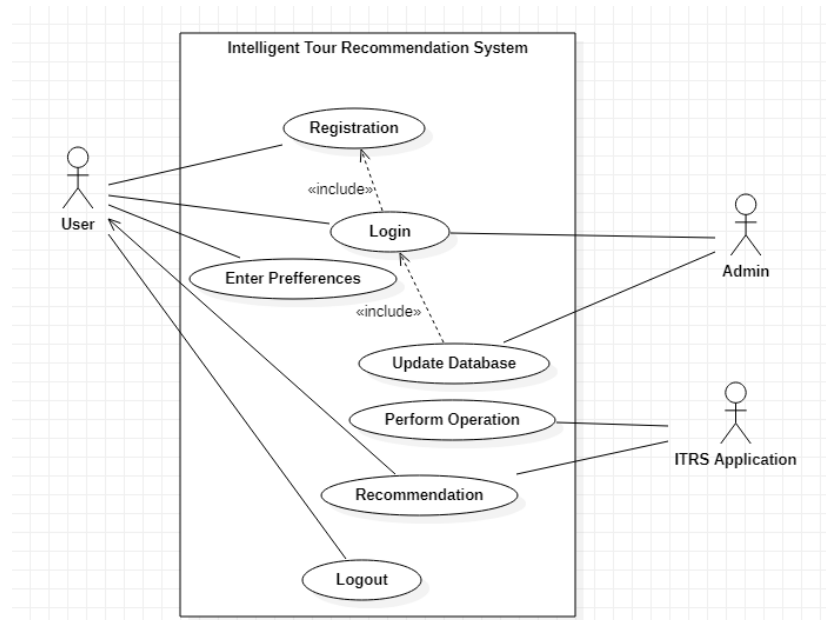 Intelligent Tour Recommendation System
Registration
«include»
User
Login
Admin
Enter Prefferences
«include»
Update Database
Perform Operation
ITRS Application
Recommendation
Logout